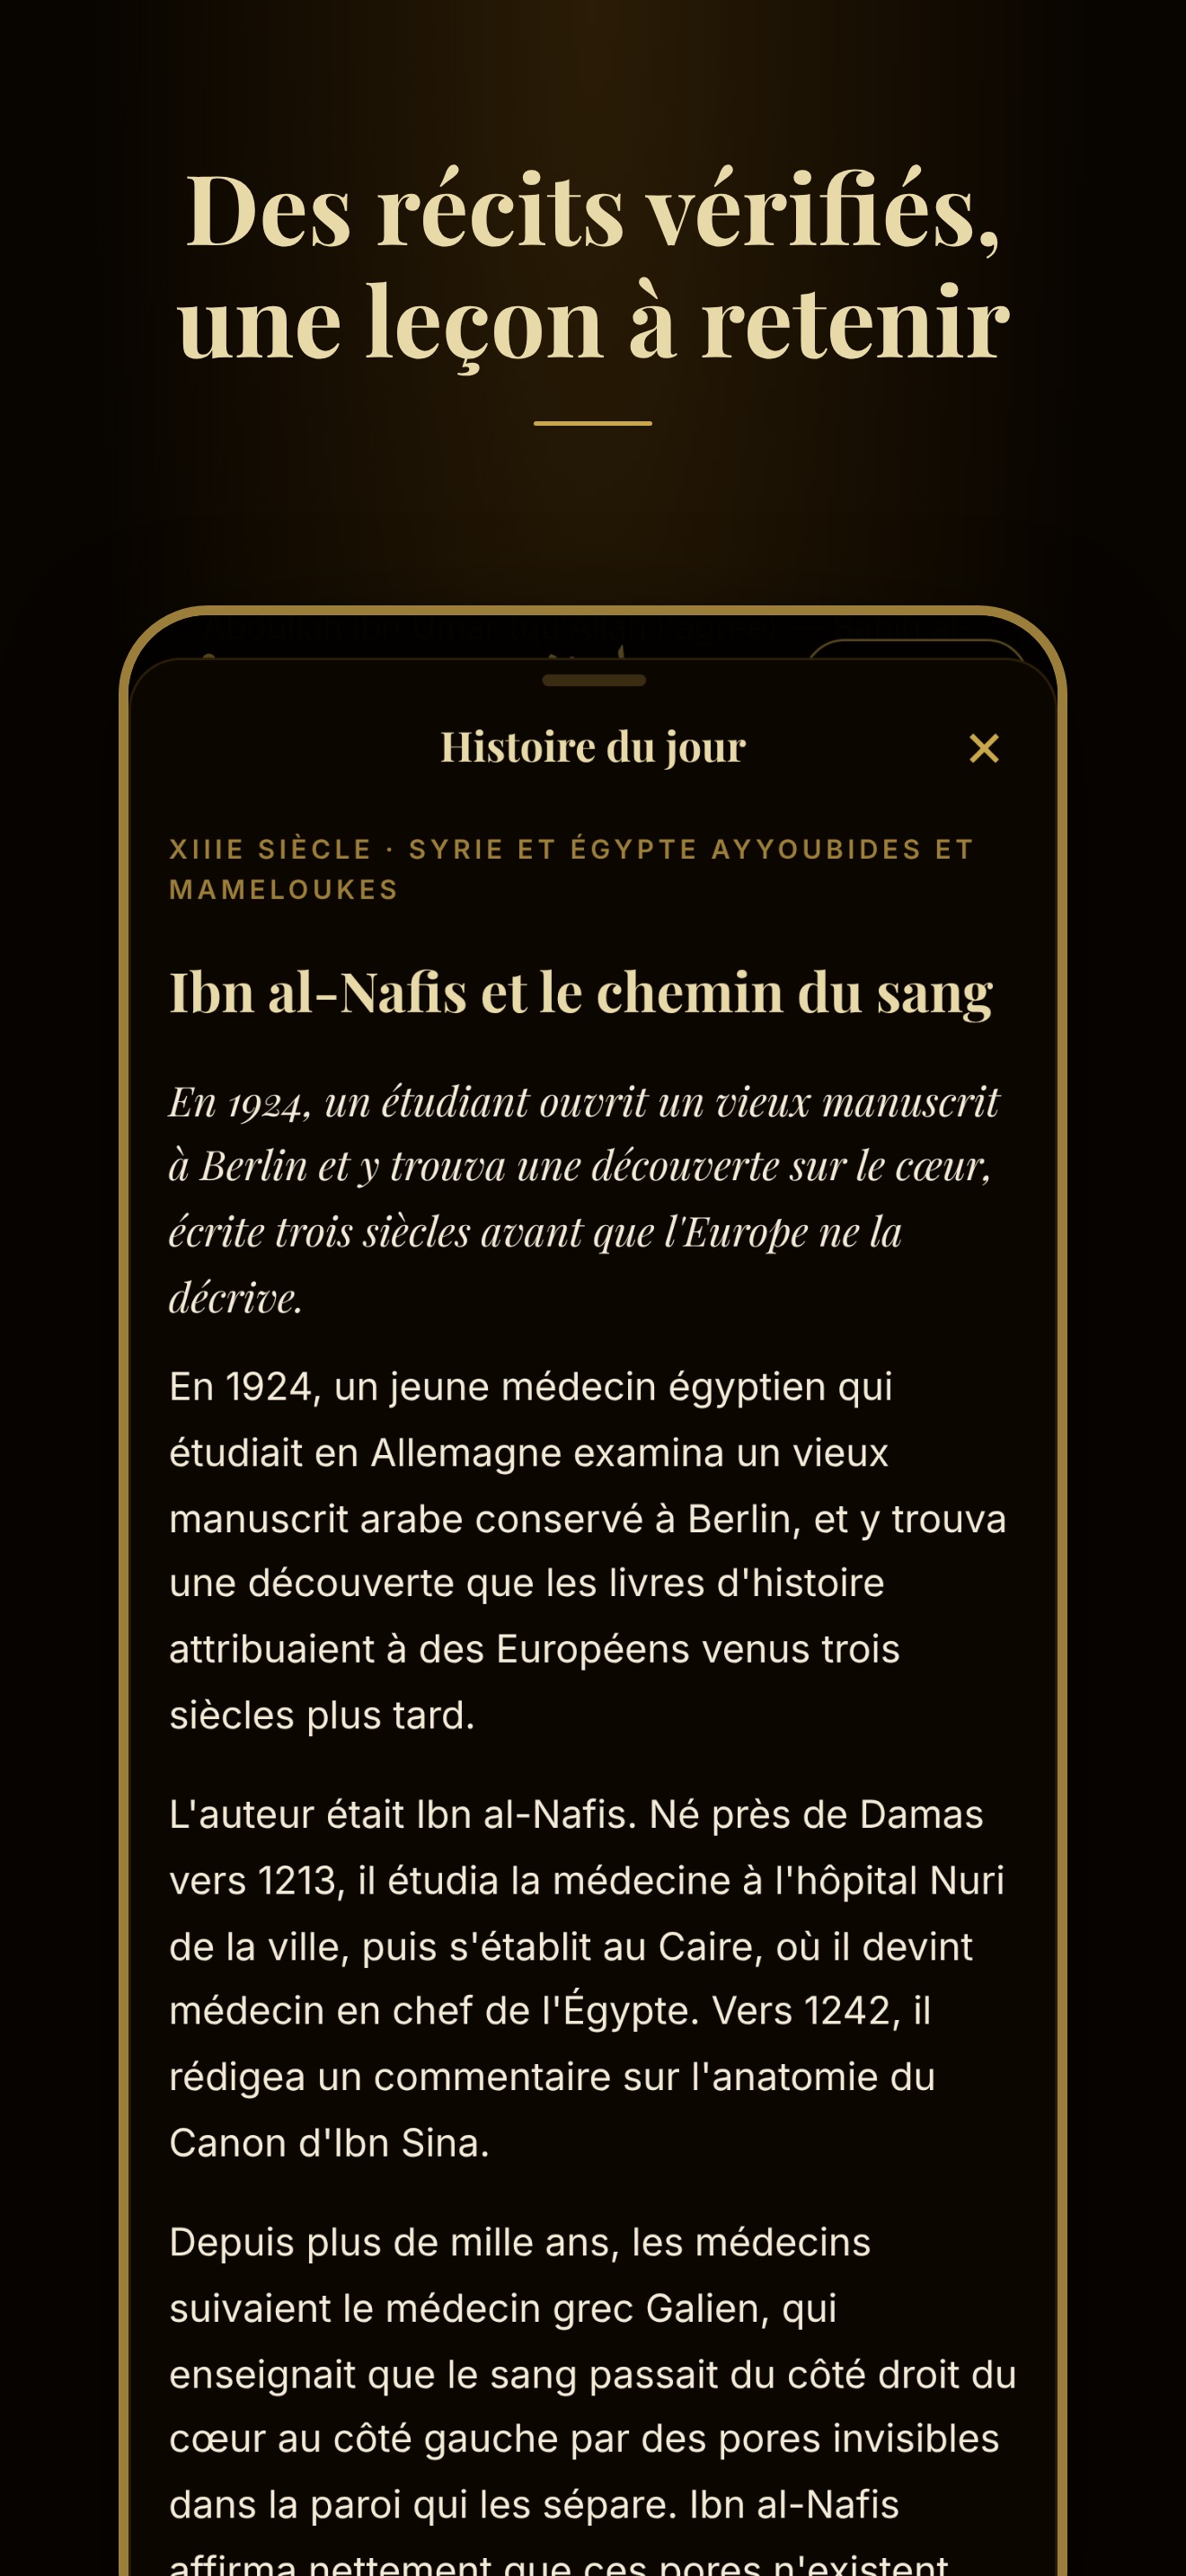 Des récits vérifiés,
une leçon à retenir
Histoire du jour
XIIIE SIÈCLE · SYRIE ET ÉGYPTE AYYOUBIDES ET
MAMELOUKES
Ibn al-Nafis et le chemin du sang
En 1924, un étudiant ouvrit un vieux manuscrit
à Berlin et y trouva une découverte sur le cœur,
écrite trois siècles avant que l'Europe ne la
décrive.
En 1924, un jeune médecin égyptien qui
étudiait en Allemagne examina un vieux
manuscrit arabe conservé à Berlin, et y trouva
une découverte que les livres d'histoire
attribuaient à des Européens venus trois
siècles plus tard.
L'auteur était Ibn al-Nafis. Né près de Damas
vers 1213, il étudia la médecine à l'hôpital Nuri
de la ville, puis s'établit au Caire, où il devint
médecin en chef de l'Égypte. Vers 1242, il
rédigea un commentaire sur l'anatomie du
Canon d'Ibn Sina.
Depuis plus de mille ans, les médecins
suivaient le médecin grec Galien, qui
enseignait que le sang passait du côté droit du
cœur au côté gauche par des pores invisibles
dans la paroi qui les sépare. Ibn al-Nafis
affirma nettement que ces pores n'existent